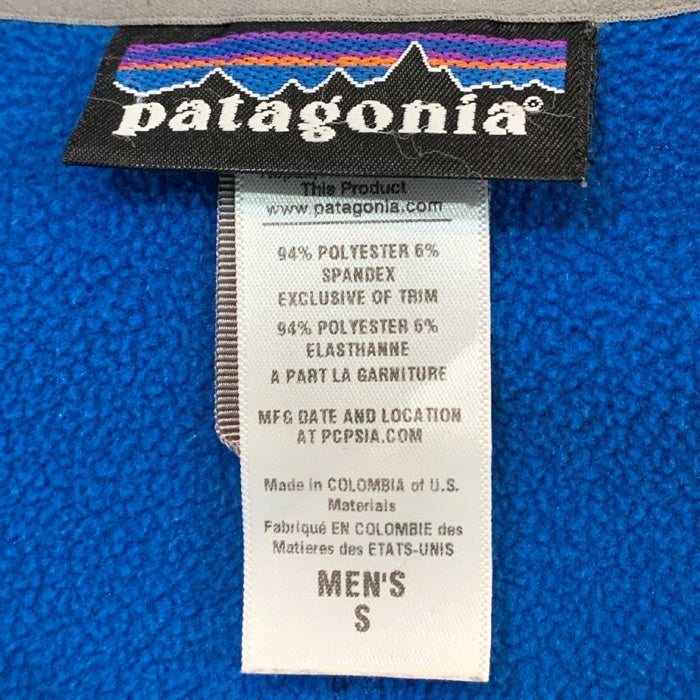 patagonia®
This Product
www.patagonia.com
94% POLYESTER 6%
SPANDEX
EXCLUSIVE OF TRIM
94% POLYESTER 6%
ELASTHANNE
A PART LA GARNITURE
MFG DATE AND LOCATION
AT PCPSIA.COM
Made in COLOMBIA of U.S.
Materials
Fabriqué EN COLOMBIE des
Matieres des ETATS-UNIS
MEN'S
S